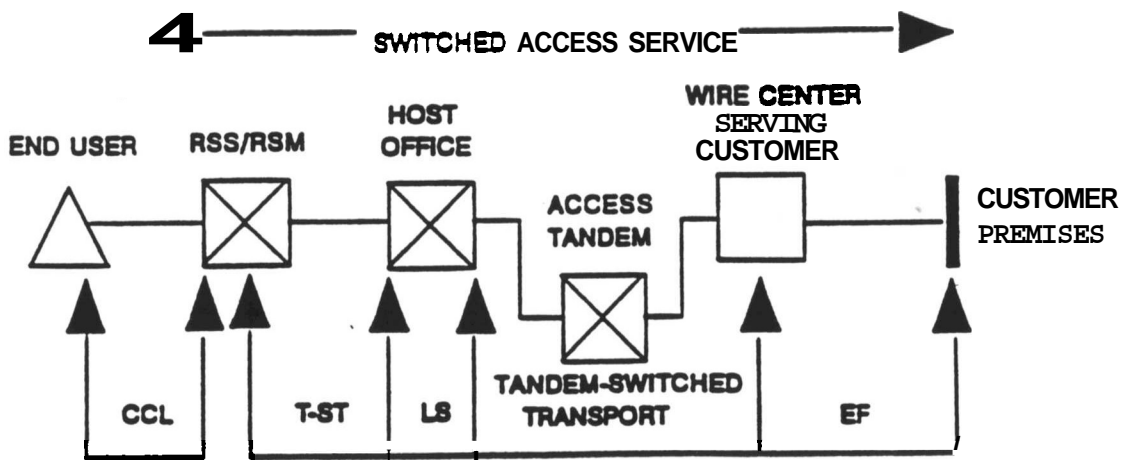 4 SWITCHED ACCESS SERVICE
WIRE CENTER
SERVING
CUSTOMER
HOST
OFFICE
END USER
RSS/RSM
ACCESS
TANDEM
CUSTOMER
PREMISES
TANDEM-SWITCHED
TRANSPORT
CCL
T-ST
LS
EF